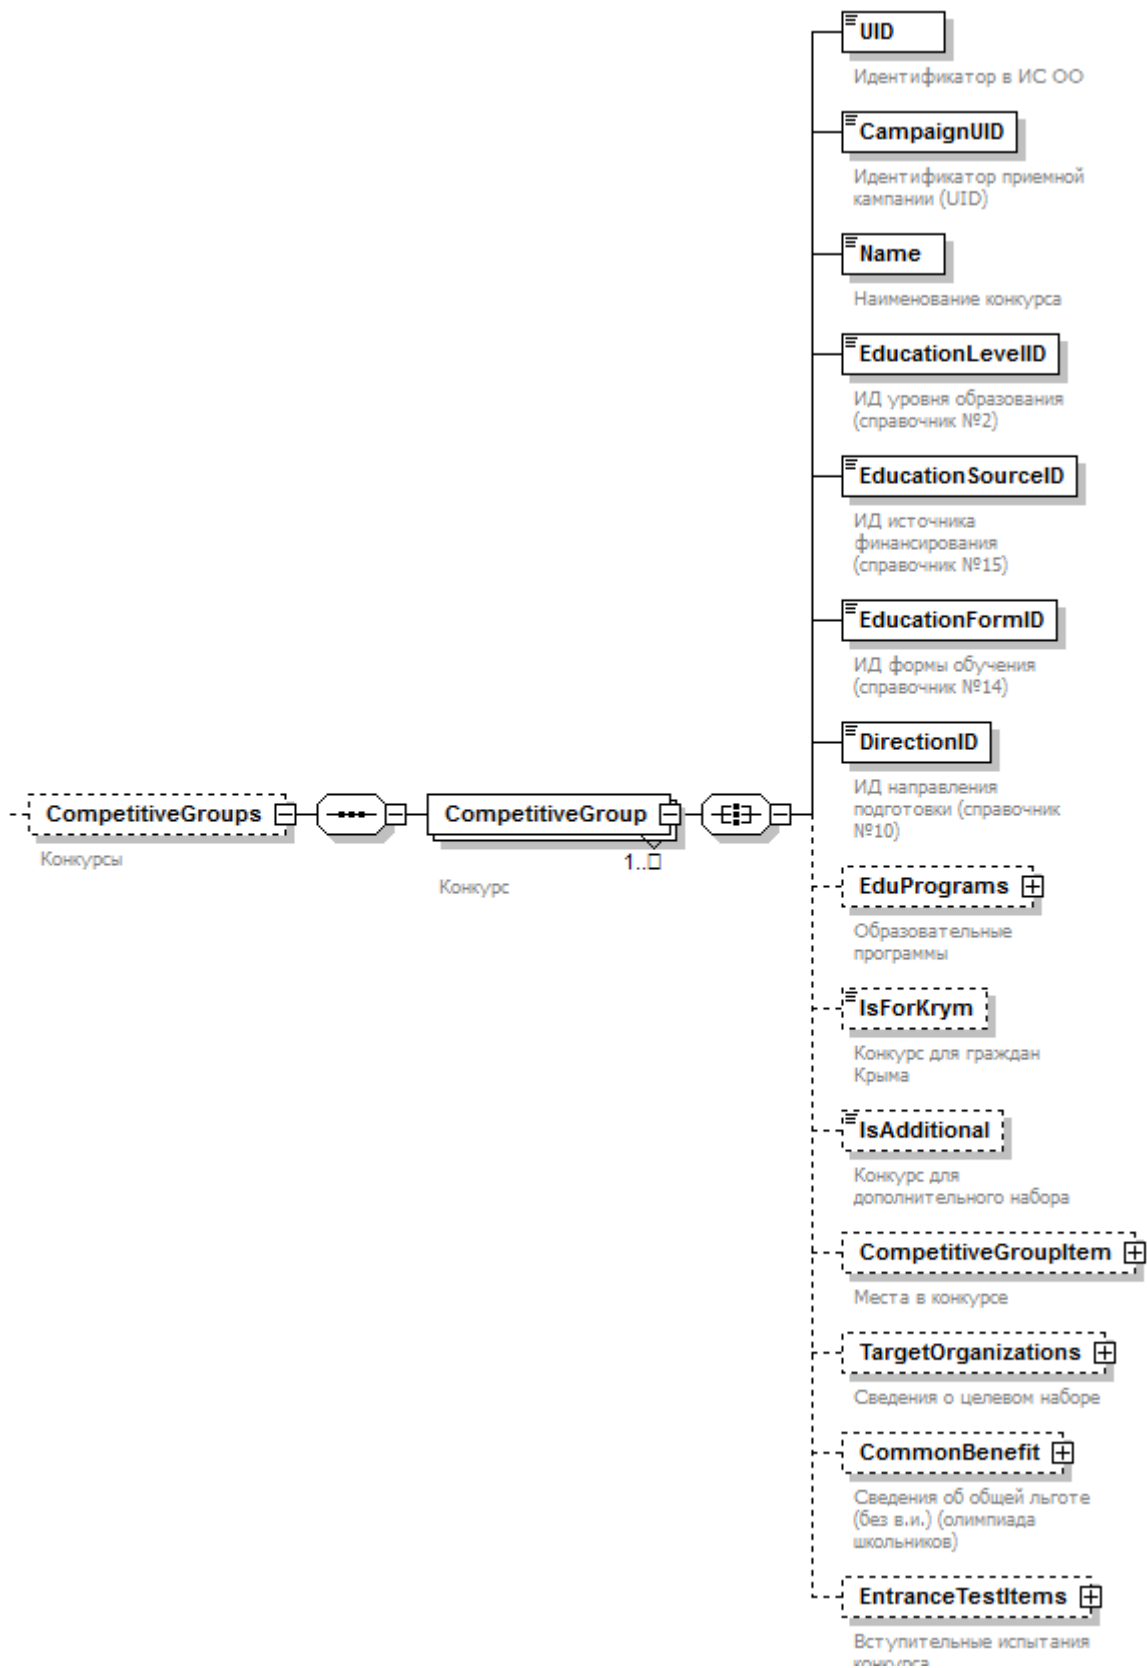 UID
Идентификатор в ИС ОО
CampaignUID
Идентификатор приемной
кампании (UID)
Name
Наименование конкурса
EducationLevelID
ИД уровня образования
(справочник №2)
EducationSourceID
ИД источника
финансирования
(справочник №15)
EducationFormID
ИД формы обучения
(справочник №14)
DirectionID
ИД направления
подготовки (справочник
№10)
CompetitiveGroups
Конкурсы
CompetitiveGroup
1..□
Конкурс
EduPrograms
Образовательные
программы
IsForKrym
Конкурс для граждан
Крыма
IsAdditional
Конкурс для
дополнительного набора
CompetitiveGroupItem
Места в конкурсе
TargetOrganizations
Сведения о целевом наборе
CommonBenefit
Сведения об общей льготе
(без в.и.) (олимпиада
школьников)
EntranceTestItems
Вступительные испытания
конкурса